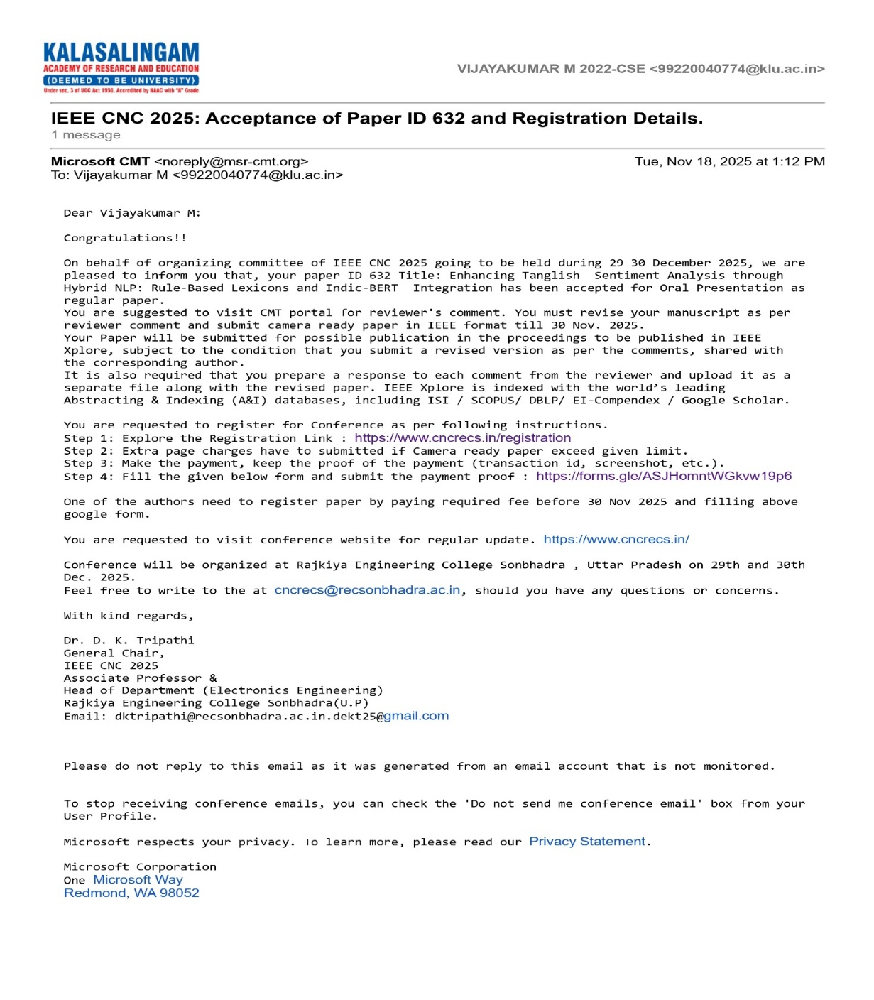 KALASALINGAM
ACADEMY OF RESEARCH AND EDUCATION
(DEEMED TO BE UNIVERSITY)
Under sec. 3 of UGC Act 1956. Accredited by NAAC with "A" Grade
VIJAYAKUMAR M 2022-CSE <99220040774@klu.ac.in>
IEEE CNC 2025: Acceptance of Paper ID 632 and Registration Details.
1 message
Microsoft CMT <noreply@msr-cmt.org> Tue, Nov 18, 2025 at 1:12 PM
To: Vijayakumar M <99220040774@klu.ac.in>
Dear Vijayakumar M:
Congratulations!!
On behalf of organizing committee of IEEE CNC 2025 going to be held during 29-30 December 2025, we are
pleased to inform you that, your paper ID 632 Title: Enhancing Tanglish Sentiment Analysis through
Hybrid NLP: Rule-Based Lexicons and Indic-BERT Integration has been accepted for Oral Presentation as
regular paper.
You are suggested to visit CMT portal for reviewer's comment. You must revise your manuscript as per
reviewer comment and submit camera ready paper in IEEE format till 30 Nov. 2025.
Your Paper will be submitted for possible publication in the proceedings to be published in IEEE
Xplore, subject to the condition that you submit a revised version as per the comments, shared with
the corresponding author.
It is also required that you prepare a response to each comment from the reviewer and upload it as a
separate file along with the revised paper. IEEE Xplore is indexed with the world’s leading
Abstracting & Indexing (A&I) databases, including ISI / SCOPUS/ DBLP/ EI-Compendex / Google Scholar.
You are requested to register for Conference as per following instructions.
Step 1: Explore the Registration Link : https://www.cncrecs.in/registration
Step 2: Extra page charges have to submitted if Camera ready paper exceed given limit.
Step 3: Make the payment, keep the proof of the payment (transaction id, screenshot, etc.).
Step 4: Fill the given below form and submit the payment proof : https://forms.gle/ASJHomntWGkvw19p6
One of the authors need to register paper by paying required fee before 30 Nov 2025 and filling above
google form.
You are requested to visit conference website for regular update. https://www.cncrecs.in/
Conference will be organized at Rajkiya Engineering College Sonbhadra , Uttar Pradesh on 29th and 30th
Dec. 2025.
Feel free to write to the at cncrecs@recsonbhadra.ac.in, should you have any questions or concerns.
With kind regards,
Dr. D. K. Tripathi
General Chair,
IEEE CNC 2025
Associate Professor &
Head of Department (Electronics Engineering)
Rajkiya Engineering College Sonbhadra(U.P)
Email: dktripathi@recsonbhadra.ac.in.dekt25@gmail.com
Please do not reply to this email as it was generated from an email account that is not monitored.
To stop receiving conference emails, you can check the 'Do not send me conference email' box from your
User Profile.
Microsoft respects your privacy. To learn more, please read our Privacy Statement.
Microsoft Corporation
One Microsoft Way
Redmond, WA 98052